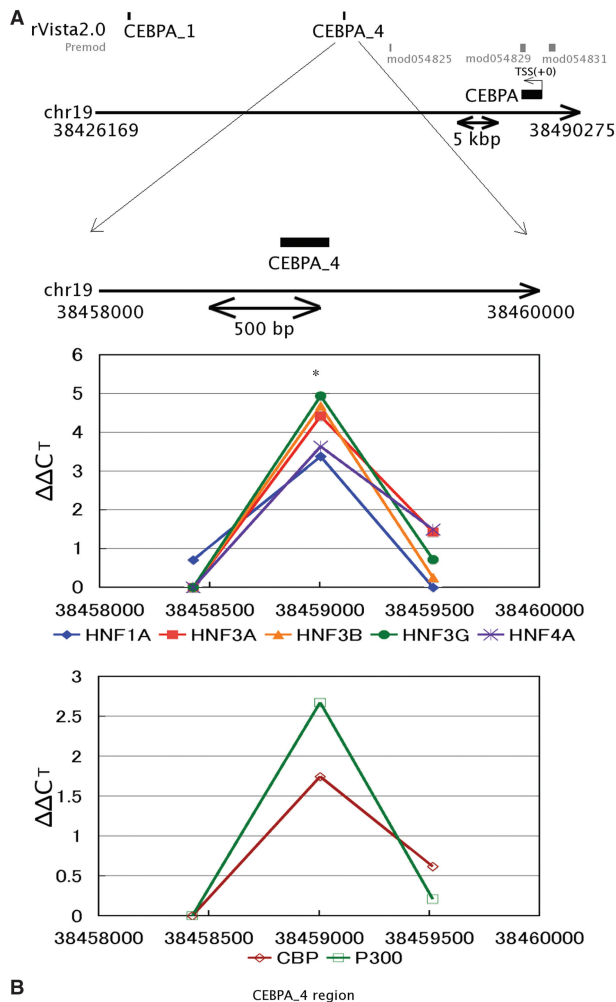 A
rVista2.0 CEBPA_1 CEBPA_4
Premod mod054825 mod054829 mod054831
TSS(+0)
CEBPA
chr19
38426169 38490275
5 kbp
CEBPA_4
chr19
38458000 38460000
500 bp
6
*
5
4
3
2
1
0
ΔΔCT
38458000 38458500 38459000 38459500 38460000
HNF1A HNF3A HNF3B HNF3G HNF4A
3
2.5
2
1.5
1
0.5
0
ΔΔCT
38458000 38458500 38459000 38459500 38460000
CBP P300
B CEBPA_4 region